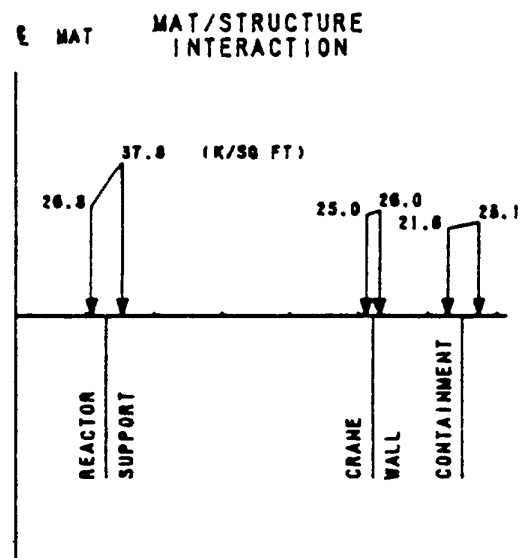 ℄ MAT
MAT/STRUCTURE
INTERACTION
37.8 (K/SQ FT)
26.8
25.0
26.0
21.6
23.1
REACTOR
SUPPORT
CRANE
WALL
CONTAINMENT